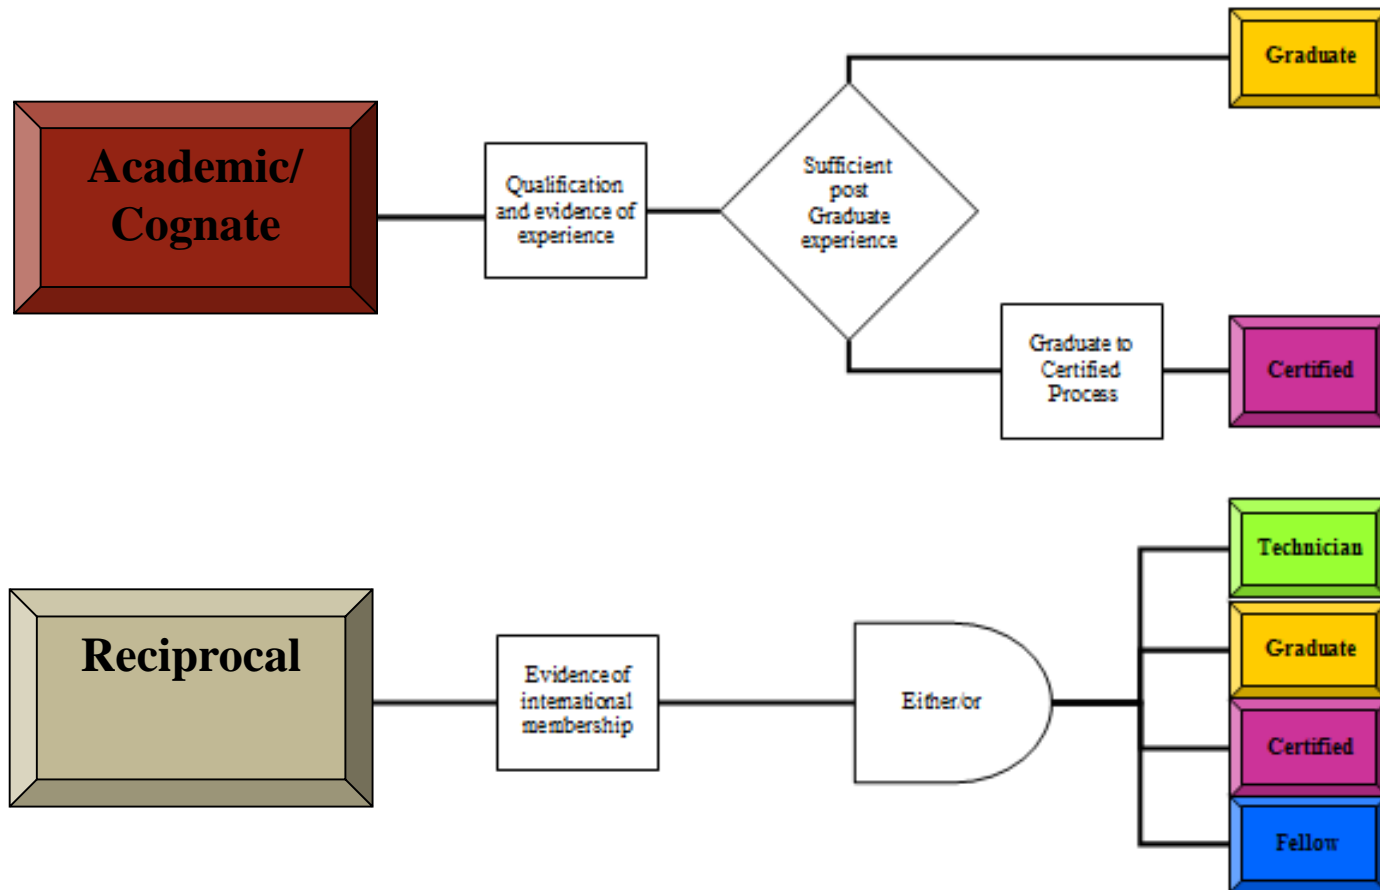 Graduate
Academic/
Cognate
Qualification
and evidence of
experience
Sufficient
post
Graduate
experience
Graduate to
Certified
Process
Certified
Technician
Reciprocal
Evidence of
international
membership
Either/or
Graduate
Certified
Fellow